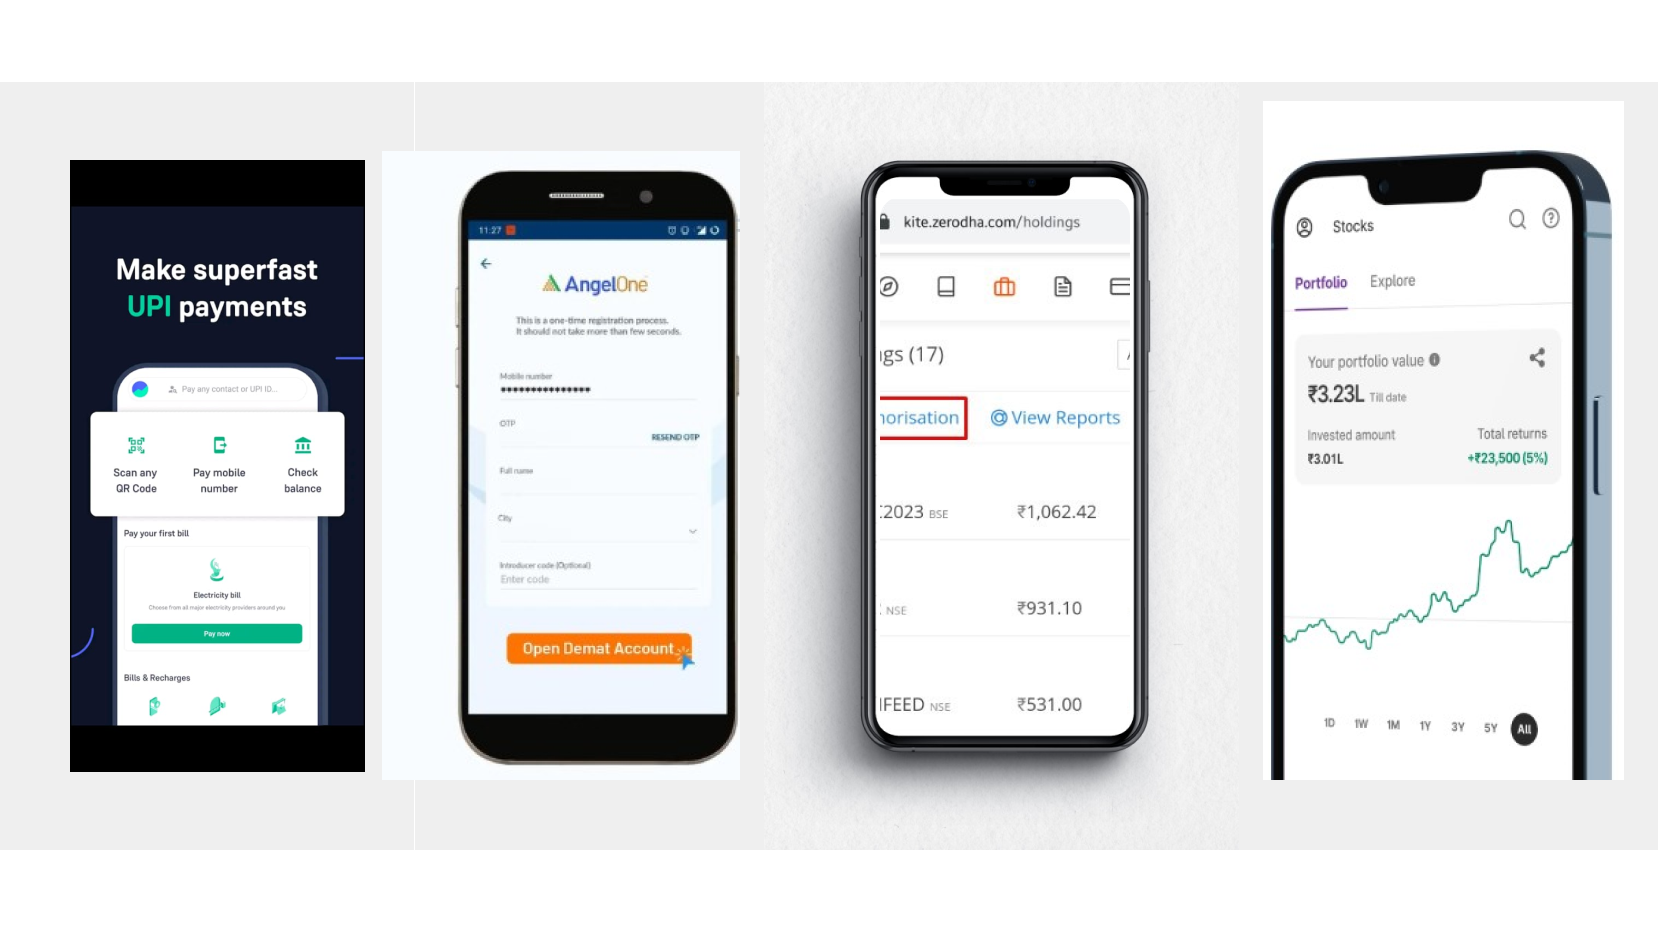 Make superfast
UPI payments
Pay any contact or UPI ID...
Scan any
QR Code
Pay mobile
number
Check
balance
Pay your first bill
Electricity bill
Choose from all major electricity providers around you
Pay now
Bills & Recharges
11:27
AngelOne
This is a one-time registration process.
It should not take more than few seconds.
Mobile number
***************
OTP
RESEND OTP
Full name
City
Introducer code (Optional)
Enter code
Open Demat Account
kite.zerodha.com/holdings
gs (17)
horisation
@ View Reports
2023 BSE
₹1,062.42
NSE
₹931.10
IFEED NSE
₹531.00
Stocks
Portfolio
Explore
Your portfolio value
₹3.23L Till date
Invested amount
Total returns
₹3.01L
+₹23,500 (5%)
1D 1W 1M 1Y 3Y 5Y All